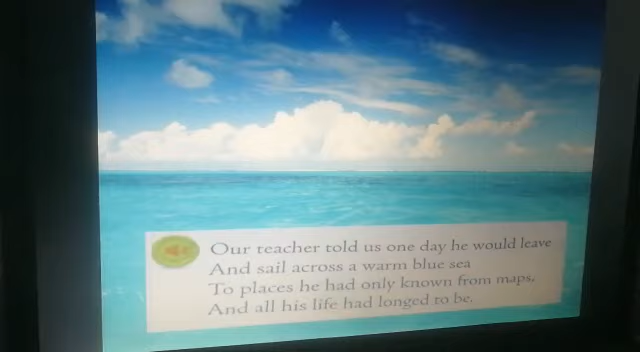 Our teacher told us one day he would leave
And sail across a warm blue sea
To places he had only known from maps,
And all his life had longed to be.